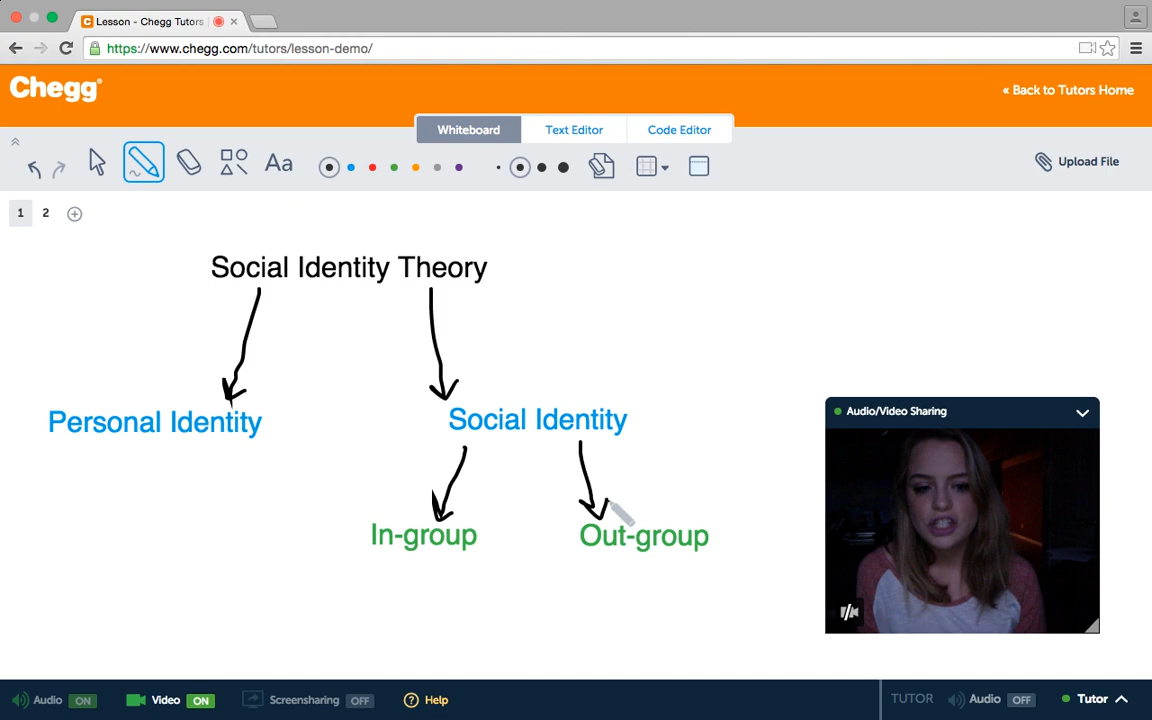 Lesson - Chegg Tutors
https://www.chegg.com/tutors/lesson-demo/
Chegg®
« Back to Tutors Home
Whiteboard Text Editor Code Editor
Aa
Upload File
1 2
Social Identity Theory
Personal Identity
Social Identity
Audio/Video Sharing
In-group
Out-group
Audio ON Video ON Screensharing OFF ? Help TUTOR Audio OFF Tutor